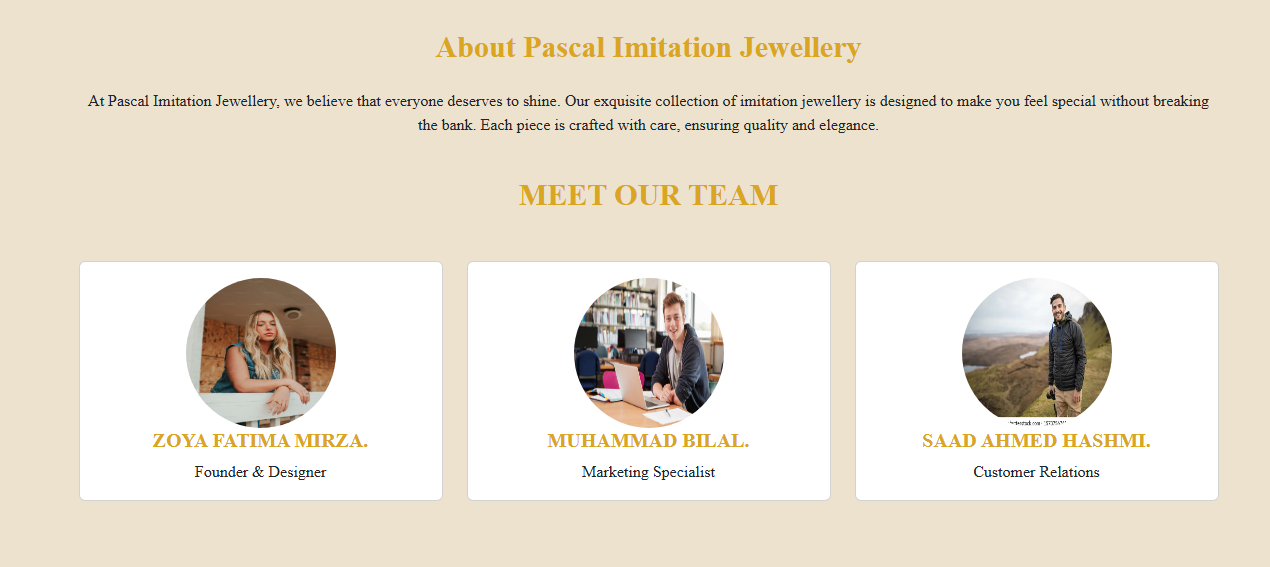 About Pascal Imitation Jewellery
At Pascal Imitation Jewellery, we believe that everyone deserves to shine. Our exquisite collection of imitation jewellery is designed to make you feel special without breaking
the bank. Each piece is crafted with care, ensuring quality and elegance.
MEET OUR TEAM
ZOYA FATIMA MIRZA.
Founder & Designer
MUHAMMAD BILAL.
Marketing Specialist
SAAD AHMED HASHMI.
Customer Relations